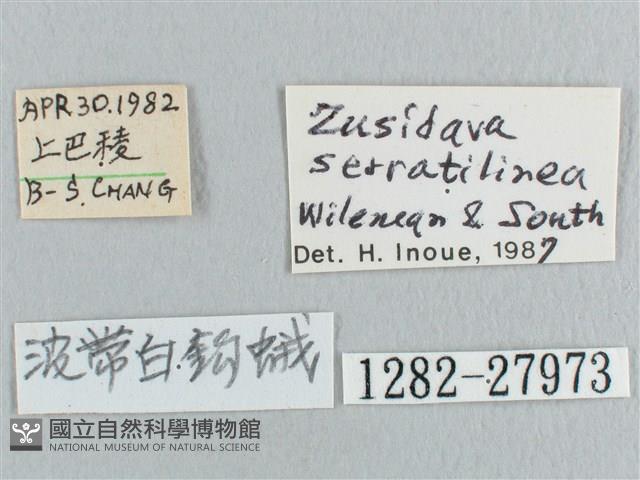 APR.30.1982
上巴稜
B-S.CHANG
Zusidava
serratilinea
Wileman & South
Det. H. Inoue, 1987
波帶白鈎蛾
1282-27973
國立自然科學博物館
NATIONAL MUSEUM OF NATURAL SCIENCE